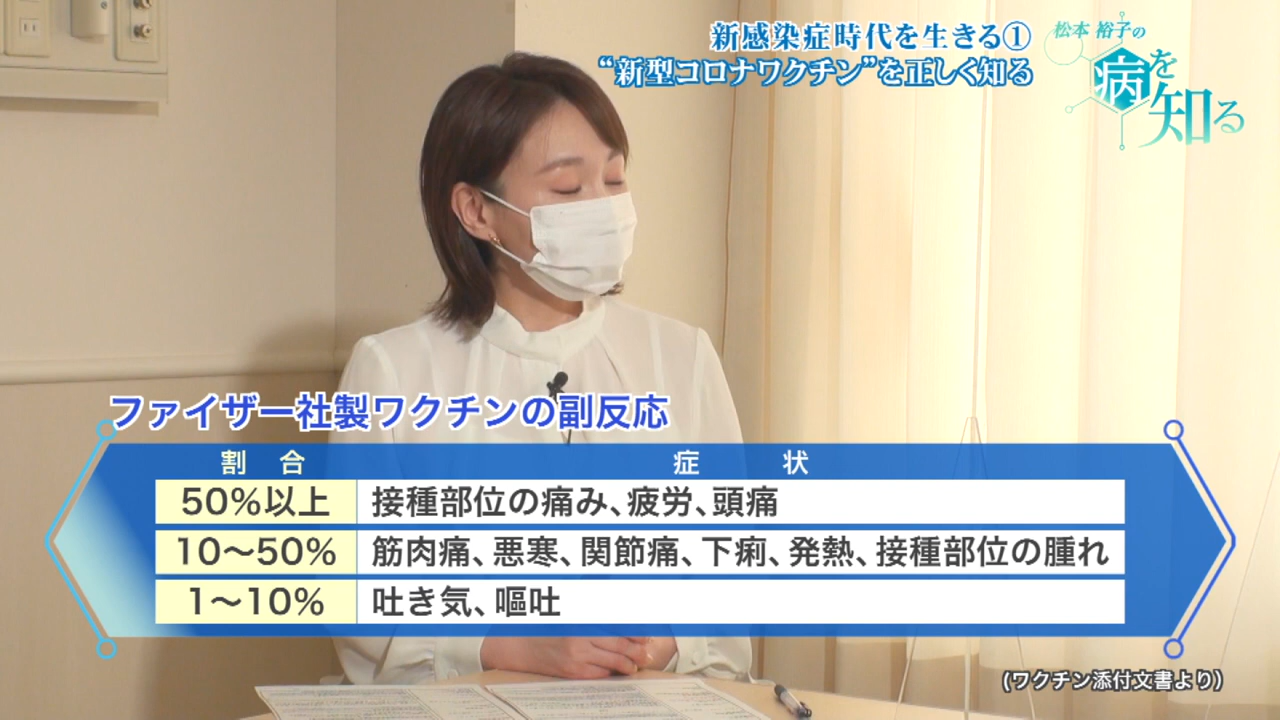 新感染症時代を生きる①
“新型コロナワクチン”を正しく知る
松本 裕子の
病を知る
ファイザー社製ワクチンの副反応
割合 症状
50%以上 接種部位の痛み、疲労、頭痛
10〜50% 筋肉痛、悪寒、関節痛、下痢、発熱、接種部位の腫れ
1〜10% 吐き気、嘔吐
(ワクチン添付文書より)